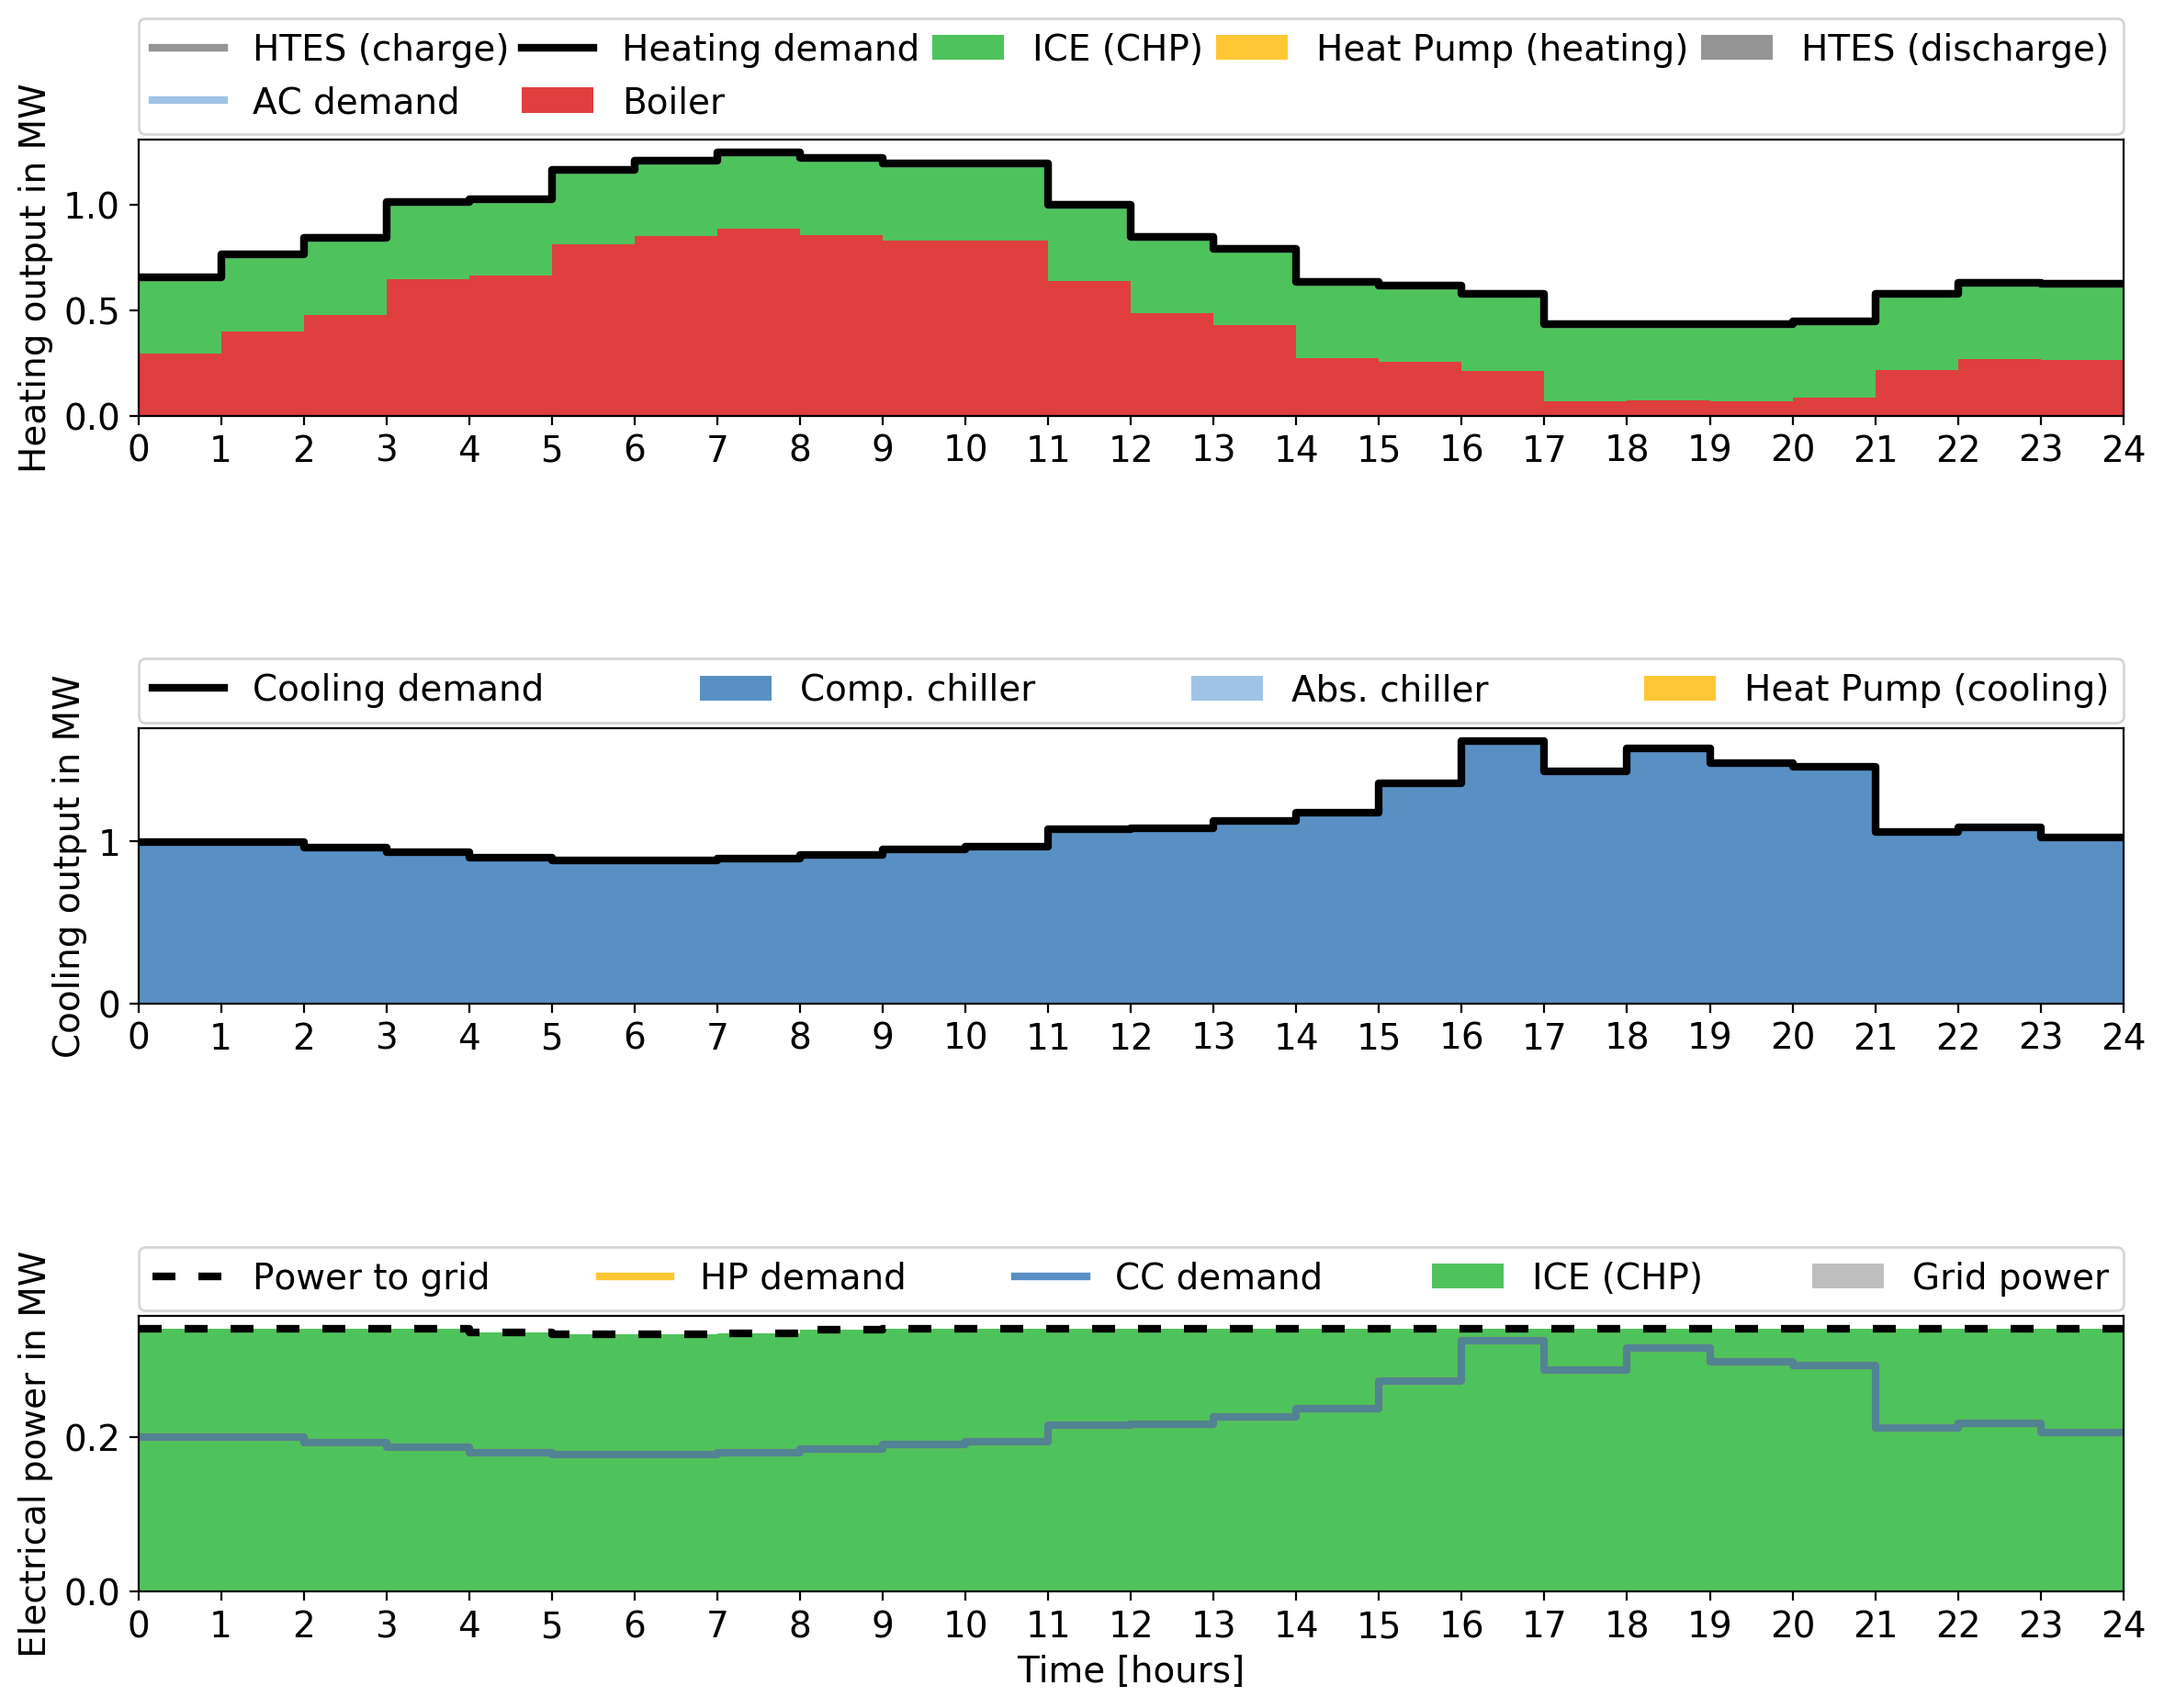 HTES (charge) Heating demand ICE (CHP) Heat Pump (heating) HTES (discharge)
AC demand Boiler
Heating output in MW
1.0
0.5
0.0
0 1 2 3 4 5 6 7 8 9 10 11 12 13 14 15 16 17 18 19 20 21 22 23 24
Cooling demand Comp. chiller Abs. chiller Heat Pump (cooling)
Cooling output in MW
1
0
0 1 2 3 4 5 6 7 8 9 10 11 12 13 14 15 16 17 18 19 20 21 22 23 24
Power to grid HP demand CC demand ICE (CHP) Grid power
Electrical power in MW
0.2
0.0
0 1 2 3 4 5 6 7 8 9 10 11 12 13 14 15 16 17 18 19 20 21 22 23 24
Time [hours]